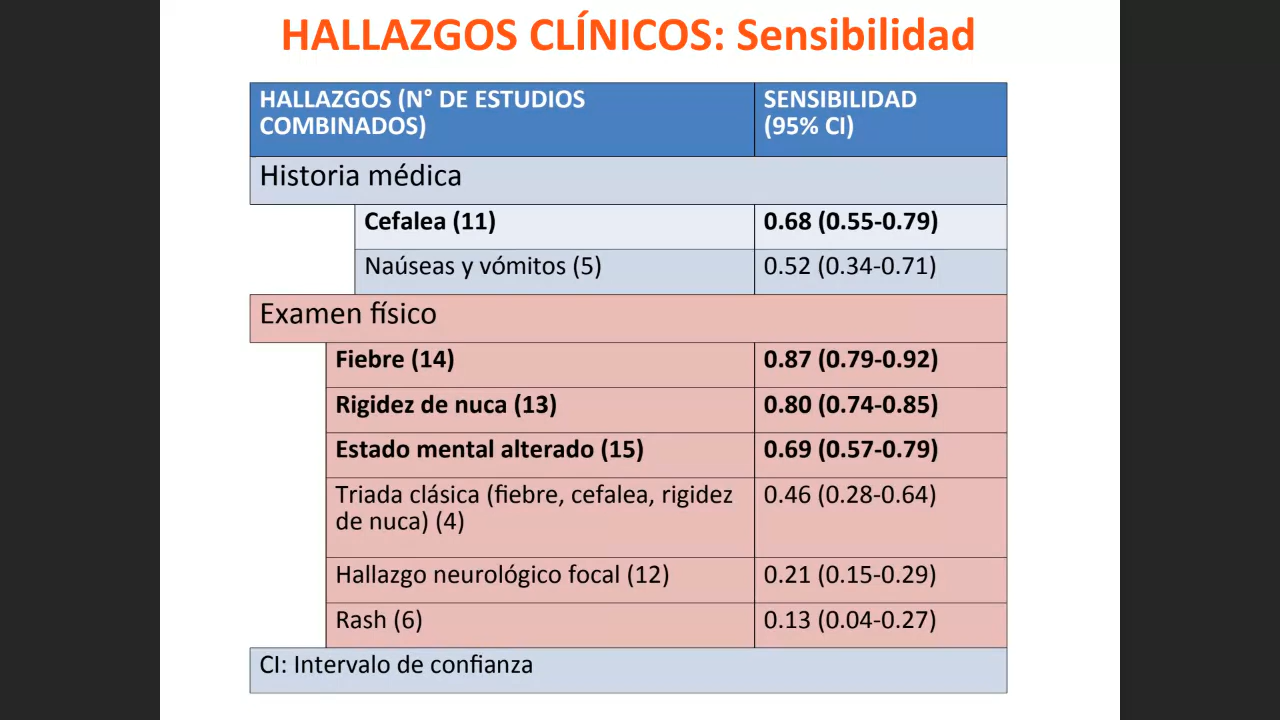 HALLAZGOS CLÍNICOS: Sensibilidad
HALLAZGOS (N° DE ESTUDIOS
COMBINADOS)
SENSIBILIDAD
(95% CI)
Historia médica
Cefalea (11)
0.68 (0.55-0.79)
Naúseas y vómitos (5)
0.52 (0.34-0.71)
Examen físico
Fiebre (14)
0.87 (0.79-0.92)
Rigidez de nuca (13)
0.80 (0.74-0.85)
Estado mental alterado (15)
0.69 (0.57-0.79)
Triada clásica (fiebre, cefalea, rigidez
de nuca) (4)
0.46 (0.28-0.64)
Hallazgo neurológico focal (12)
0.21 (0.15-0.29)
Rash (6)
0.13 (0.04-0.27)
CI: Intervalo de confianza